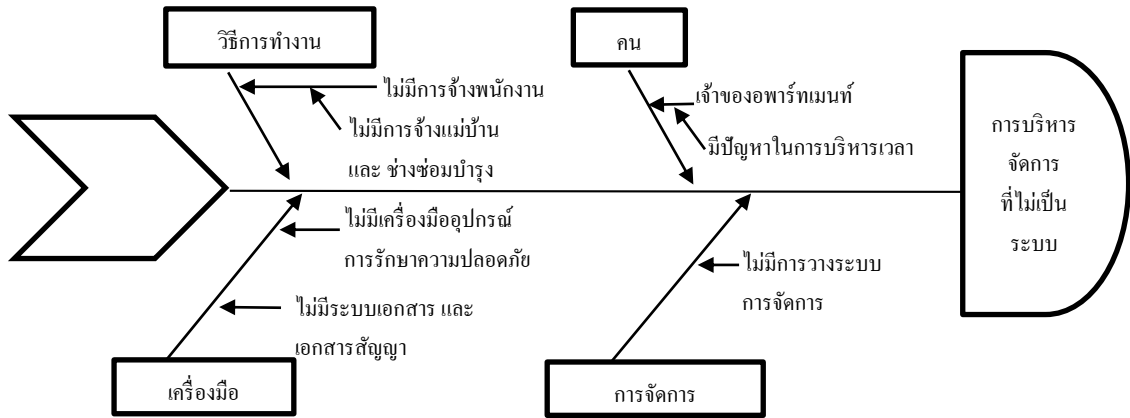 วิธีการทำงาน
คน
ไม่มีการจ้างพนักงาน
เจ้าของอพาร์ทเมนท์
ไม่มีการจ้างแม่บ้าน
และ ช่างซ่อมบำรุง
มีปัญหาในการบริหารเวลา
การบริหาร
จัดการ
ที่ไม่เป็น
ระบบ
ไม่มีเครื่องมืออุปกรณ์
การรักษาความปลอดภัย
ไม่มีการวางระบบ
การจัดการ
ไม่มีระบบเอกสาร และ
เอกสารสัญญา
เครื่องมือ
การจัดการ